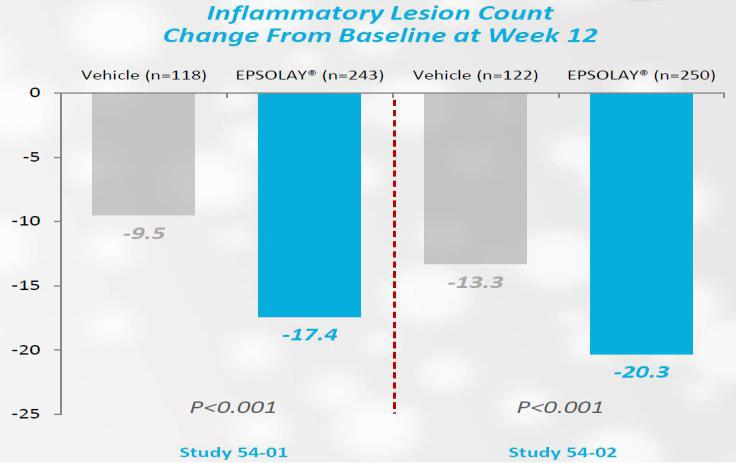 Inflammatory Lesion Count
Change From Baseline at Week 12
Vehicle (n=118) EPSOLAY® (n=243) Vehicle (n=122) EPSOLAY® (n=250)
0
-5
-10
-15
-20
-25
-9.5
-17.4
-13.3
-20.3
P<0.001 P<0.001
Study 54-01 Study 54-02